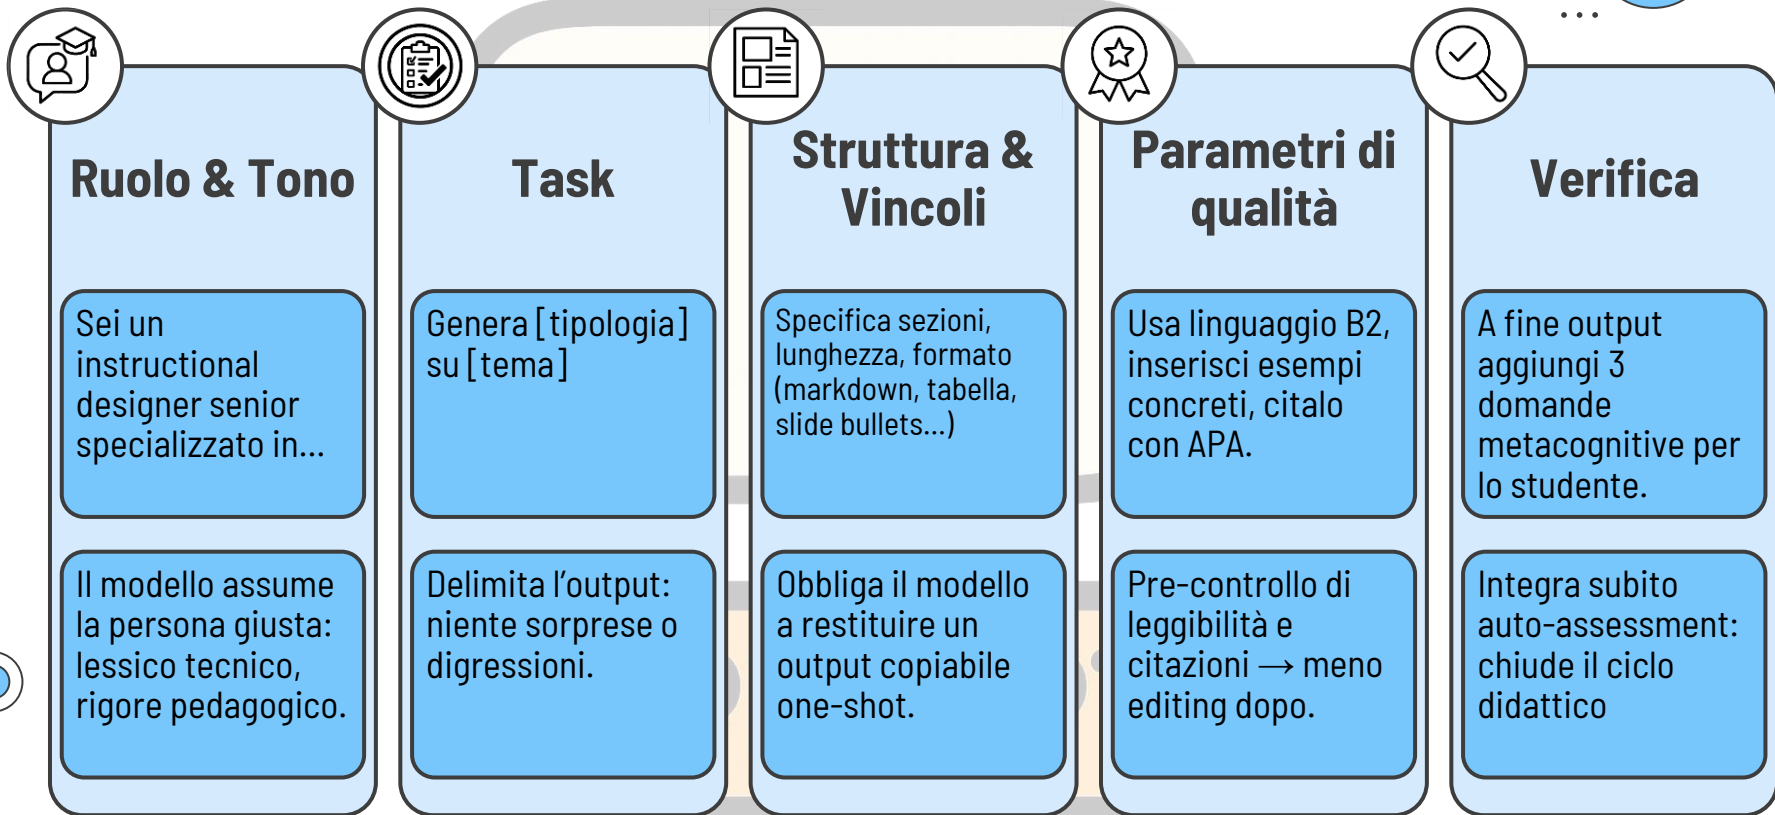 ...
Ruolo & Tono
Sei un
instructional
designer senior
specializzato in...
Il modello assume
la persona giusta:
lessico tecnico,
rigore pedagogico.
Task
Genera [tipologia]
su [tema]
Delimita l'output:
niente sorprese o
digressioni.
Struttura &
Vincoli
Specifica sezioni,
lunghezza, formato
(markdown, tabella,
slide bullets...)
Obbliga il modello
a restituire un
output copiabile
one-shot.
Parametri di
qualità
Usa linguaggio B2,
inserisci esempi
concreti, citalo
con APA.
Pre-controllo di
leggibilità e
citazioni → meno
editing dopo.
Verifica
A fine output
aggiungi 3
domande
metacognitive per
lo studente.
Integra subito
auto-assessment:
chiude il ciclo
didattico